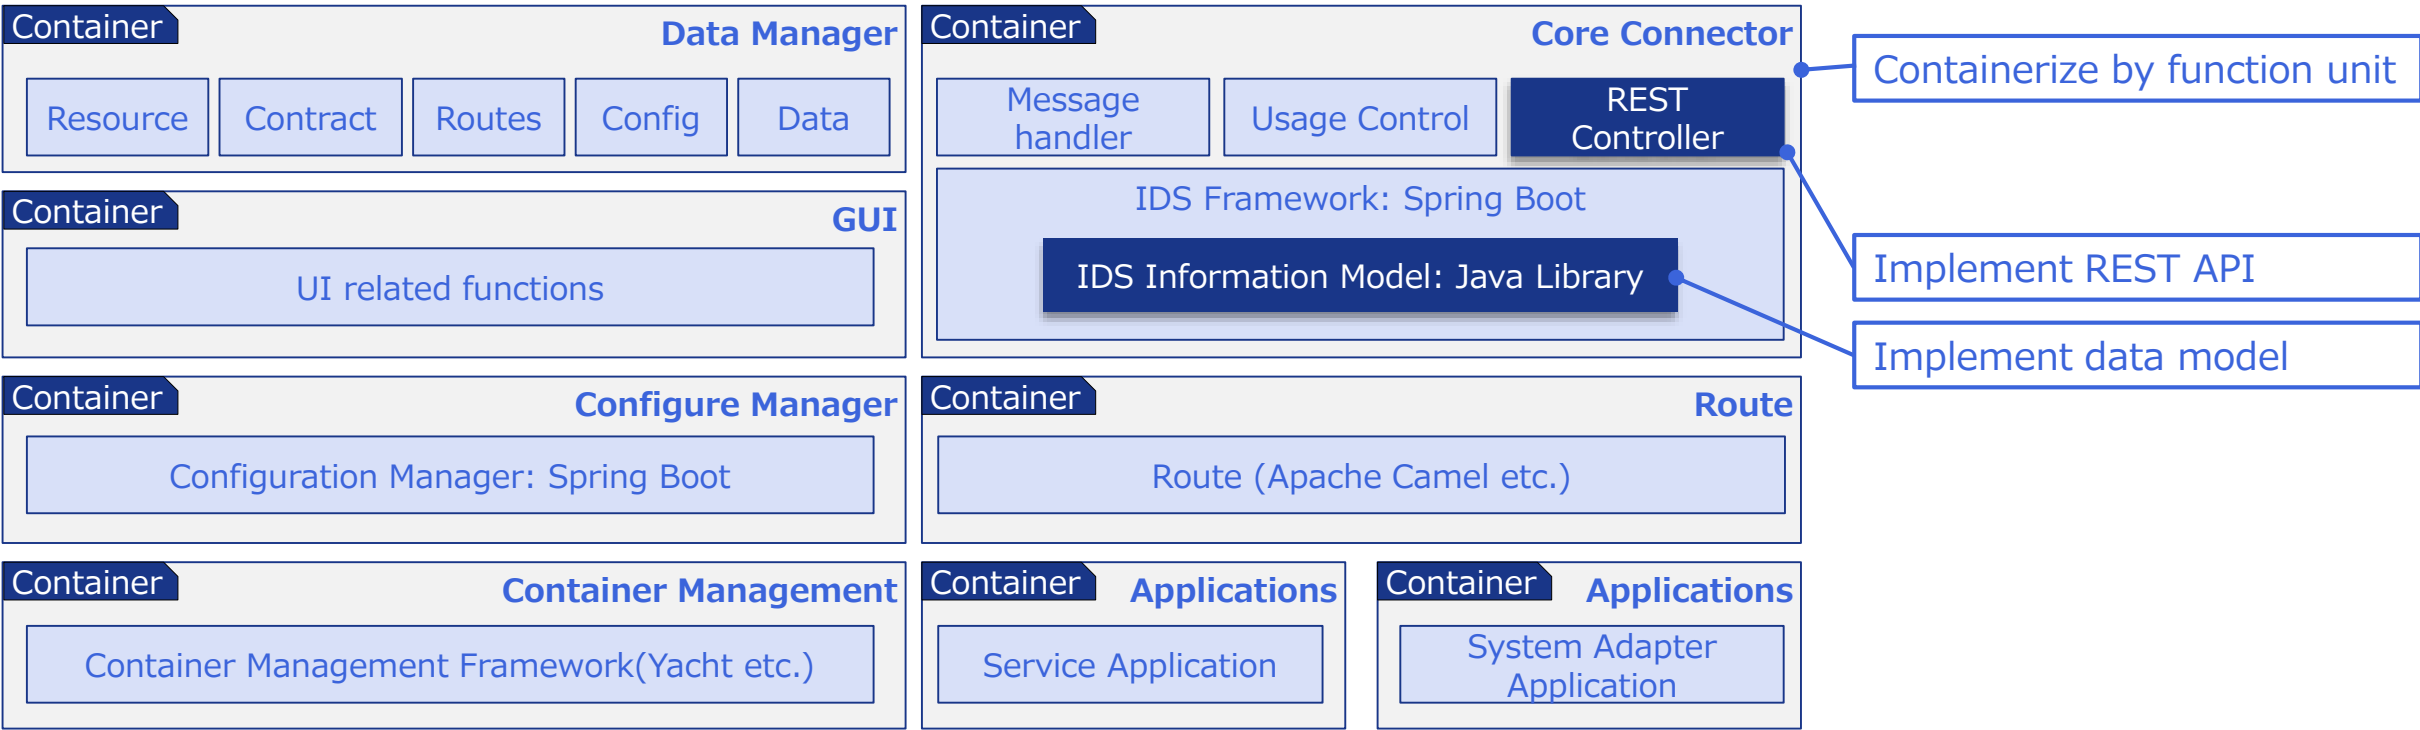 Container
Data Manager
Resource
Contract
Routes
Config
Data
Container
GUI
UI related functions
Container
Configure Manager
Configuration Manager: Spring Boot
Container
Container Management
Container Management Framework(Yacht etc.)
Container
Core Connector
Message
handler
Usage Control
REST
Controller
IDS Framework: Spring Boot
IDS Information Model: Java Library
Container
Route
Route (Apache Camel etc.)
Container
Applications
Service Application
Container
Applications
System Adapter
Application
Containerize by function unit
Implement REST API
Implement data model